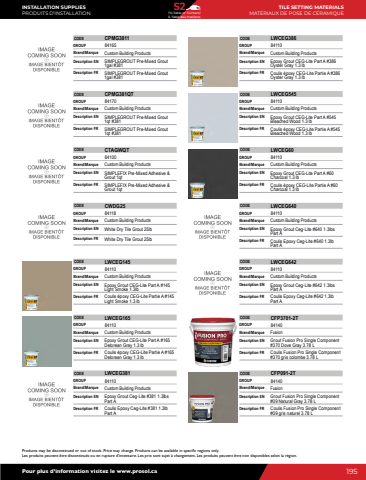 INSTALLATION SUPPLIES
PRODUITS D'INSTALLATION
TILE SETTING MATERIALS
MATÉRIAUX DE POSE DE CÉRAMIQUE
IMAGE
COMING SOON
IMAGE BIENTÔT
DISPONIBLE
CODE CPMG3811
GROUP 84165
Brand/Marque Custom Building Products
Description EN SIMPLEGROUT Pre-Mixed Grout
1gal #381
Description FR SIMPLEGROUT Pre-Mixed Grout
1gal #381
IMAGE
COMING SOON
IMAGE BIENTÔT
DISPONIBLE
CODE CPMG381QT
GROUP 84170
Brand/Marque Custom Building Products
Description EN SIMPLEGROUT Pre-Mixed Grout
1qt #381
Description FR SIMPLEGROUT Pre-Mixed Grout
1qt #381
IMAGE
COMING SOON
IMAGE BIENTÔT
DISPONIBLE
CODE CTAGWQT
GROUP 84100
Brand/Marque Custom Building Products
Description EN SIMPLEFIX Pre-Mixed Adhesive &
Grout 1qt
Description FR SIMPLEFIX Pre-Mixed Adhesive &
Grout 1qt
IMAGE
COMING SOON
IMAGE BIENTÔT
DISPONIBLE
CODE CWDG25
GROUP 84118
Brand/Marque Custom Building Products
Description EN White Dry Tile Grout 25lb
Description FR White Dry Tile Grout 25lb
CODE LWCEG145
GROUP 84110
Brand/Marque Custom Building Products
Description EN Epoxy Grout CEG-Lite Part A #145
Light Smoke 1.3lb
Description FR Coulis époxy CEG-Lite Partie A #145
Light Smoke 1.3 lb
CODE LWCEG165
GROUP 84110
Brand/Marque Custom Building Products
Description EN Epoxy Grout CEG-Lite Part A #165
Delorean Gray 1.3 lb
Description FR Coulis époxy CEG-Lite Partie A #165
Delorean Gray 1.3 lb
IMAGE
COMING SOON
IMAGE BIENTÔT
DISPONIBLE
CODE LWCEG381
GROUP 84110
Brand/Marque Custom Building Products
Description EN Epoxy Grout Ceg-Lite #381 1.3lbs
Part A
Description FR Coulis Epoxy Ceg-Lite #381 1.3lb
Part A
CODE LWCEG386
GROUP 84110
Brand/Marque Custom Building Products
Description EN Epoxy Grout CEG-Lite Part A #386
Oyster Gray 1.3 lb
Description FR Coulis époxy CEG-Lite Partie A #386
Oyster Gray 1.3 lb
CODE LWCEG545
GROUP 84110
Brand/Marque Custom Building Products
Description EN Epoxy Grout CEG-Lite Part A #545
Bleached Wood 1.3 lb
Description FR Coulis époxy CEG-Lite Partie A #545
Bleached Wood 1.3 lb
CODE LWCEG60
GROUP 84110
Brand/Marque Custom Building Products
Description EN Epoxy Grout CEG-Lite Part A #60
Charcoal 1.3 lb
Description FR Coulis époxy CEG-Lite Partie A #60
Charcoal 1.3 lb
IMAGE
COMING SOON
IMAGE BIENTÔT
DISPONIBLE
CODE LWCEG640
GROUP 84110
Brand/Marque Custom Building Products
Description EN Epoxy Grout Ceg-Lite #640 1.3lbs
Part A
Description FR Coulis Epoxy Ceg-Lite #640 1.3lb
Part A
IMAGE
COMING SOON
IMAGE BIENTÔT
DISPONIBLE
CODE LWCEG642
GROUP 84110
Brand/Marque Custom Building Products
Description EN Epoxy Grout Ceg-Lite #642 1.3lbs
Part A
Description FR Coulis Epoxy Ceg-Lite #642 1.3lb
Part A
FUSION PRO
CODE CFP3701-2T
GROUP 84140
Brand/Marque Fusion
Description EN Grout Fusion Pro Single Component
#370 Dove Gray 3.78 L
Description FR Coulis Fusion Pro Single Component
#370 gris colombe 3.78 L
CODE CFP091-2T
GROUP 84140
Brand/Marque Fusion
Description EN Grout Fusion Pro Single Component
#09 Natural Gray 3.78 L
Description FR Coulis Fusion Pro Single Component
#09 gris naturel 3.78 L
Products may be discontinued or out of stock. Price may change. Products can be available in specific regions only.
Les produits peuvent être discontinués ou en rupture d'inventaire. Les prix sont sujet à changement. Les produits peuvent être non disponibles selon la région.
Pour plus d'information visitez le www.prosol.ca
195